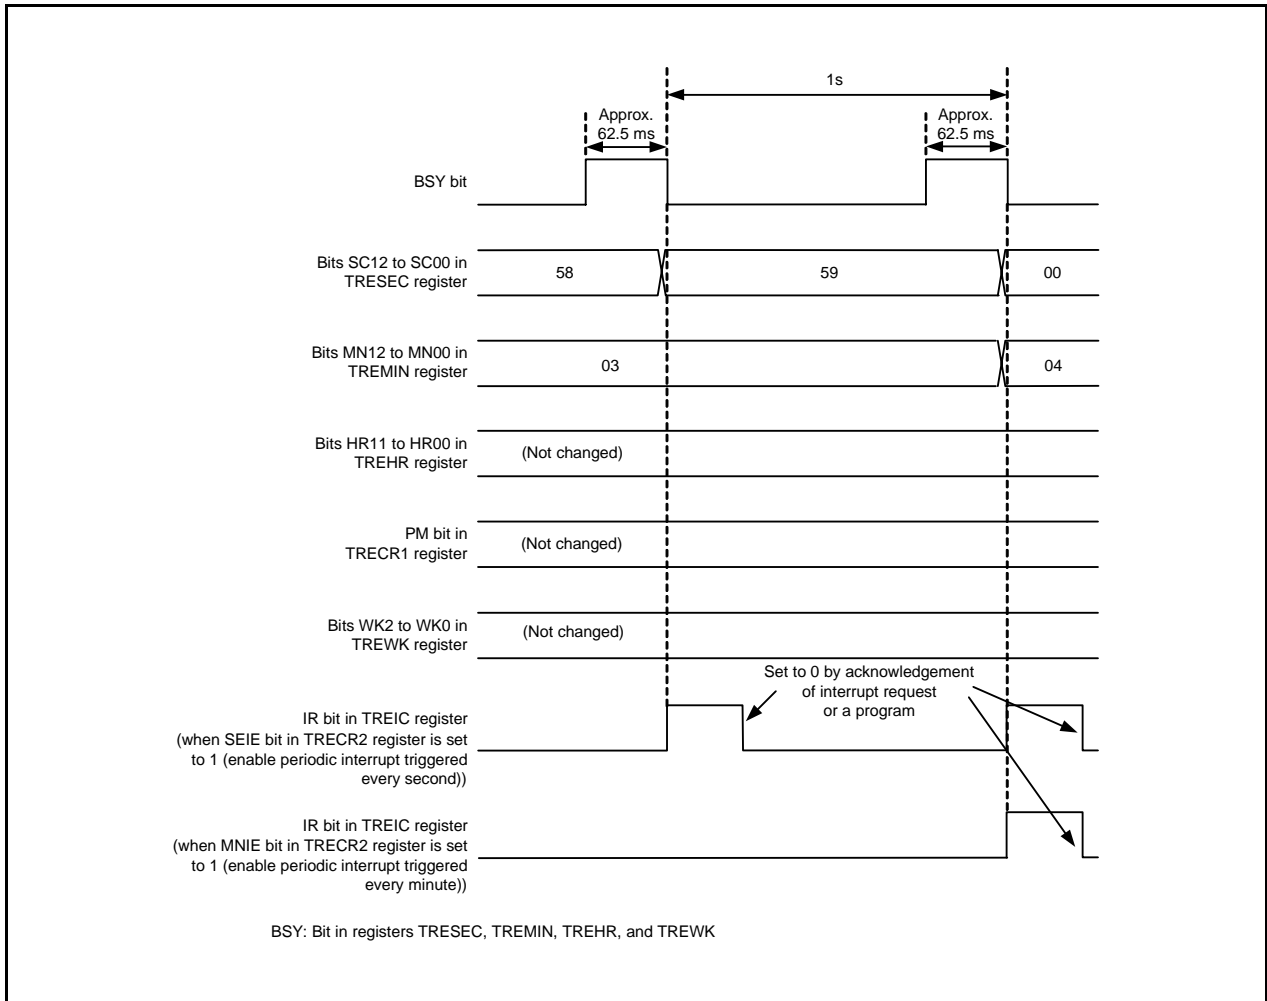 1s
Approx.
62.5 ms
Approx.
62.5 ms
BSY bit
Bits SC12 to SC00 in
TRESEC register
58
59
00
Bits MN12 to MN00 in
TREMIN register
03
04
Bits HR11 to HR00 in
TREHR register
(Not changed)
PM bit in
TRECR1 register
(Not changed)
Bits WK2 to WK0 in
TREWK register
(Not changed)
Set to 0 by acknowledgement
of interrupt request
or a program
IR bit in TREIC register
(when SEIE bit in TRECR2 register is set
to 1 (enable periodic interrupt triggered
every second))
IR bit in TREIC register
(when MNIE bit in TRECR2 register is set
to 1 (enable periodic interrupt triggered
every minute))
BSY: Bit in registers TRESEC, TREMIN, TREHR, and TREWK